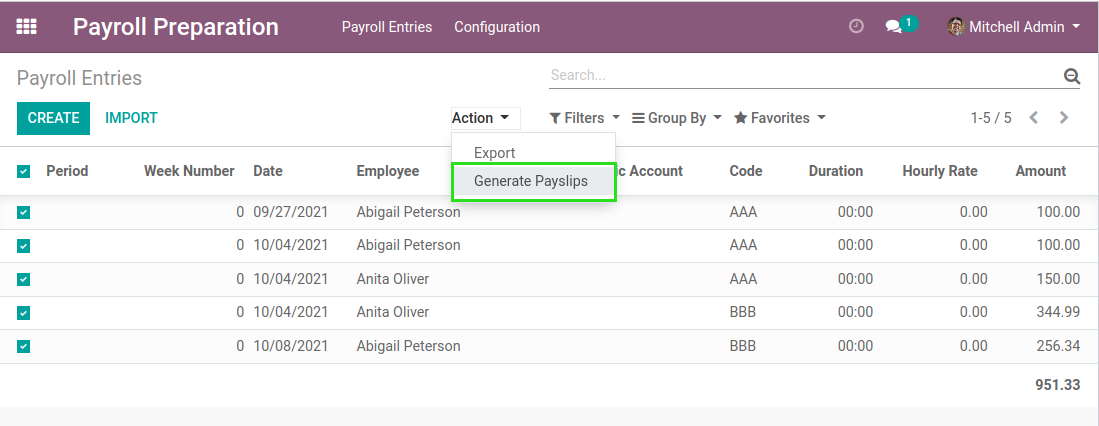 Payroll Preparation Payroll Entries Configuration 1 Mitchell Admin
Payroll Entries Search...
CREATE IMPORT Action Filters Group By Favorites 1-5 / 5
Export
Period Week Number Date Employee c Account Code Duration Hourly Rate Amount
Generate Payslips
0 09/27/2021 Abigail Peterson AAA 00:00 0.00 100.00
0 10/04/2021 Abigail Peterson AAA 00:00 0.00 100.00
0 10/04/2021 Anita Oliver AAA 00:00 0.00 150.00
0 10/04/2021 Anita Oliver BBB 00:00 0.00 344.99
0 10/08/2021 Abigail Peterson BBB 00:00 0.00 256.34
951.33